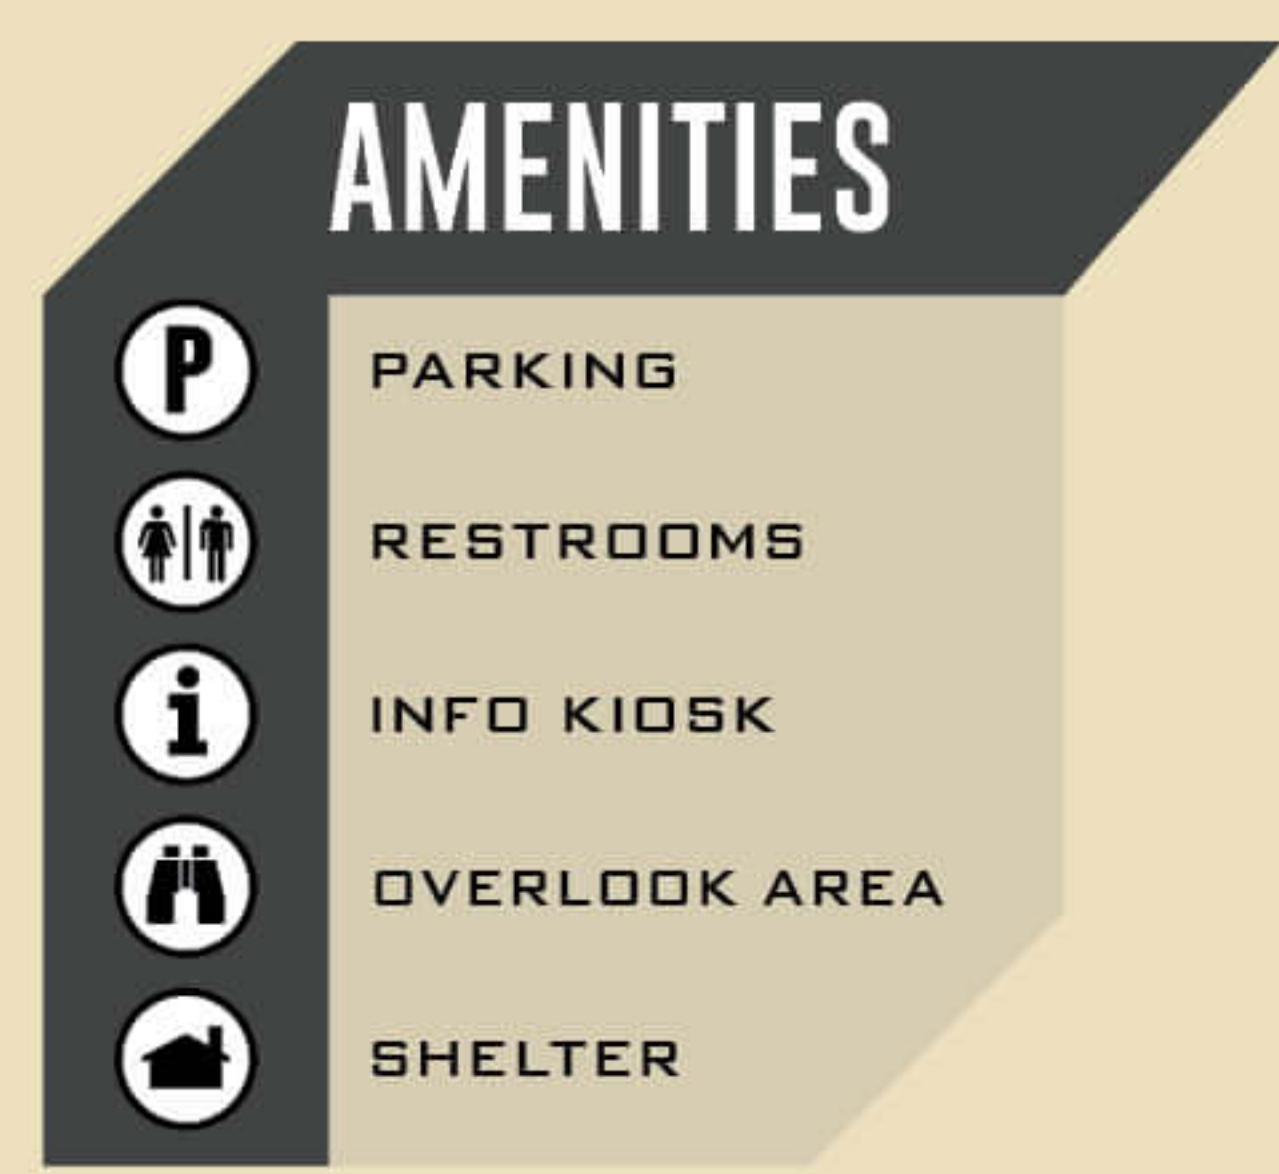 AMENITIES
P
PARKING
RESTROOMS
i
INFO KIOSK
OVERLOOK AREA
SHELTER